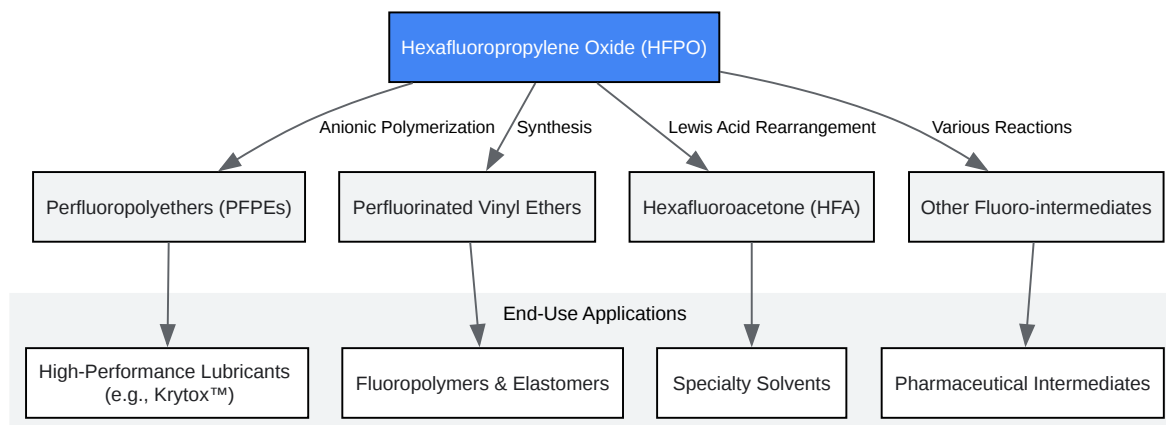 Hexafluoropropylene Oxide (HFPO)
Anionic Polymerization
Synthesis
Lewis Acid Rearrangement
Various Reactions
Perfluoropolyethers (PFPEs)
Perfluorinated Vinyl Ethers
Hexafluoroacetone (HFA)
Other Fluoro-intermediates
End-Use Applications
High-Performance Lubricants
(e.g., Krytox™)
Fluoropolymers & Elastomers
Specialty Solvents
Pharmaceutical Intermediates